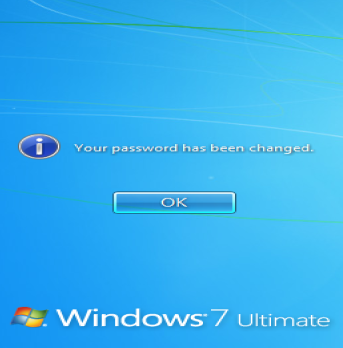 Your password has been changed.
OK
Windows 7 Ultimate